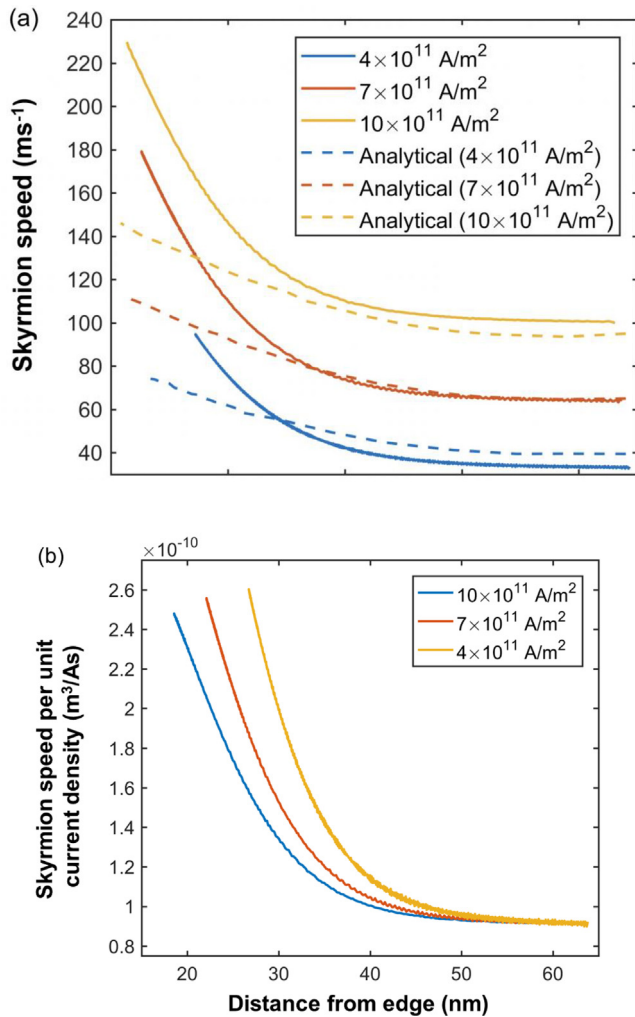 (a)
240
220
200
180
160
140
120
100
80
60
40
Skyrmion speed (ms⁻¹)
4×10¹¹ A/m²
7×10¹¹ A/m²
10×10¹¹ A/m²
Analytical (4×10¹¹ A/m²)
Analytical (7×10¹¹ A/m²)
Analytical (10×10¹¹ A/m²)
(b)
×10⁻¹⁰
2.6
2.4
2.2
2
1.8
1.6
1.4
1.2
1
0.8
Skyrmion speed per unit
current density (m³/As)
10×10¹¹ A/m²
7×10¹¹ A/m²
4×10¹¹ A/m²
20 30 40 50 60
Distance from edge (nm)